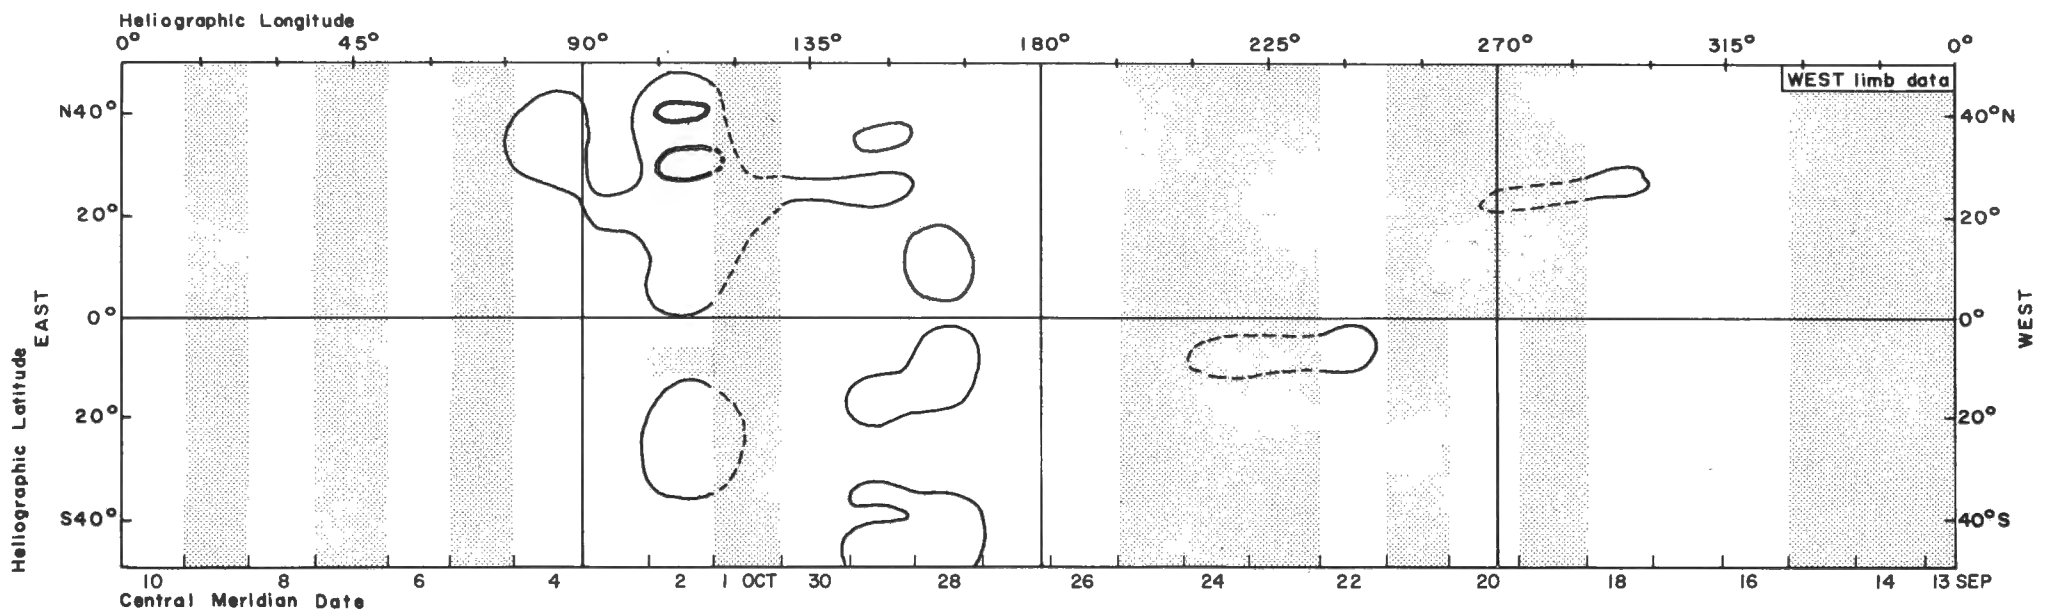 Heliographic Longitude
0° 45° 90° 135° 180° 225° 270° 315° 0°
WEST limb data
N40° 40°N
20° 20°
0° 0°
EAST WEST
Heliographic Latitude
20° 20°
S40° 40°S
10 8 6 4 2 1 OCT 30 28 26 24 22 20 18 16 14 13 SEP
Central Meridian Date